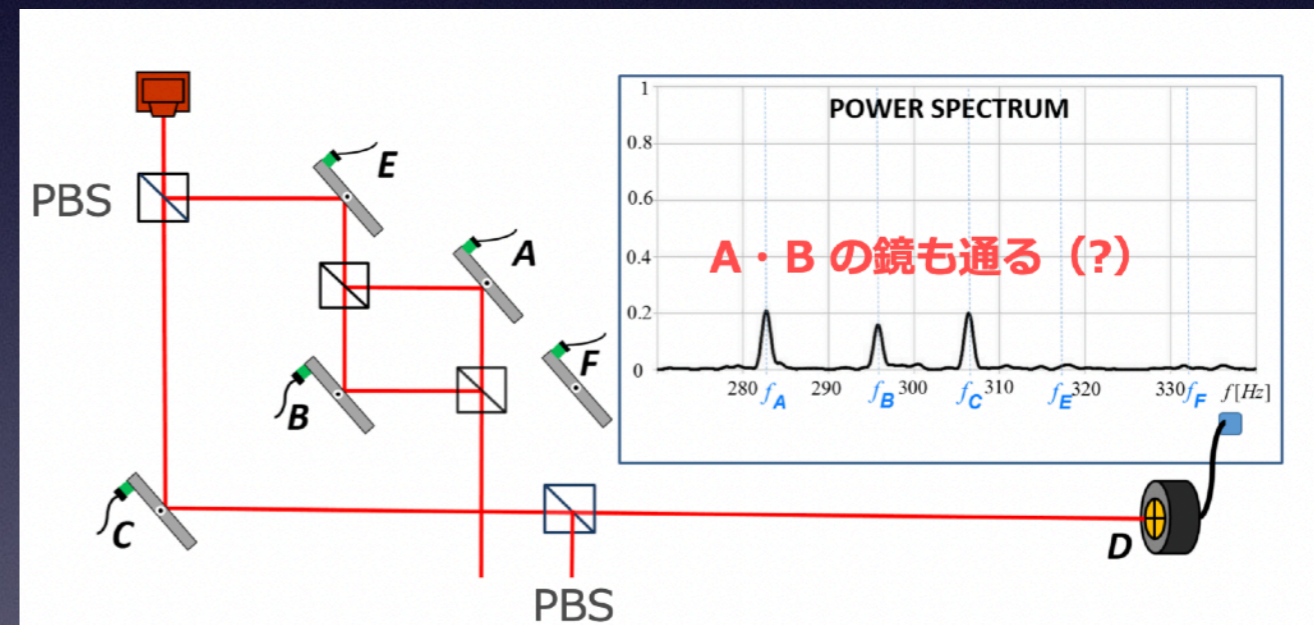 PBS
E
A
F
B
C
D
PBS
POWER SPECTRUM
1
0.8
0.6
0.4
0.2
0
A・B の鏡も通る（?）
280 290 300 310 320 330 f[Hz]
fA fB fC fE fF